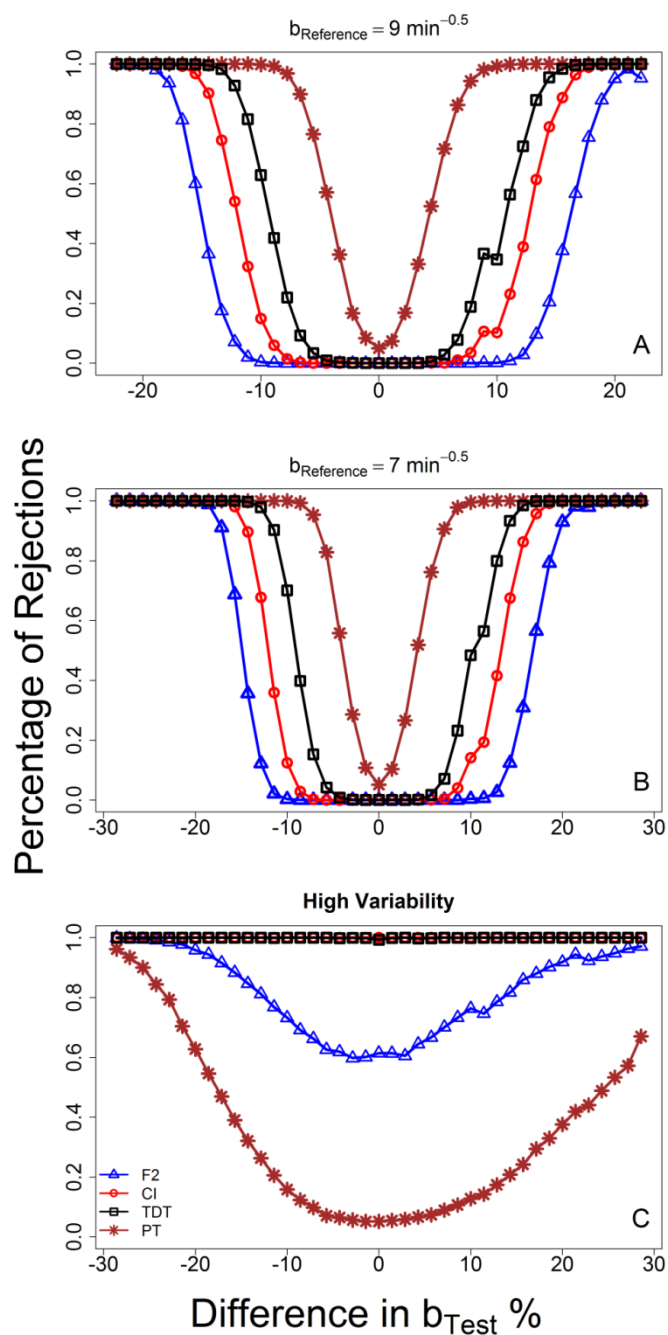 b_Reference = 9 min^−0.5
1.0
0.8
0.6
0.4
0.2
0.0
A
-20 -10 0 10 20
b_Reference = 7 min^−0.5
1.0
0.8
0.6
0.4
0.2
0.0
B
-30 -20 -10 0 10 20 30
Percentage of Rejections
High Variability
1.0
0.8
0.6
0.4
0.2
0.0
F2
CI
TDT
PT
C
-30 -20 -10 0 10 20 30
Difference in b_Test %